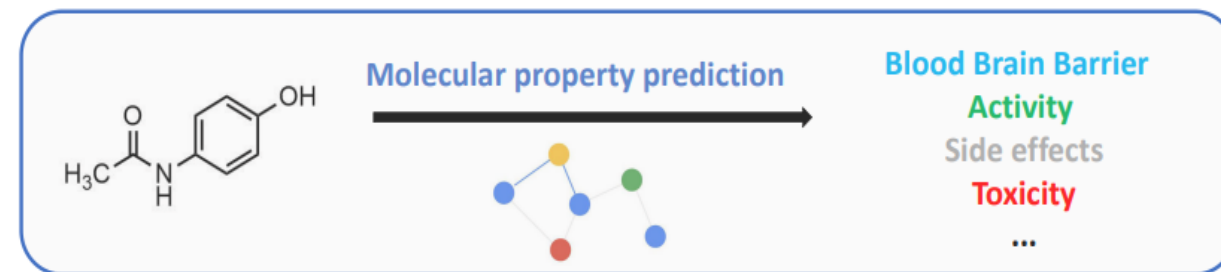 O
OH
H₃C
N
H
Molecular property prediction
Blood Brain Barrier
Activity
Side effects
Toxicity
...